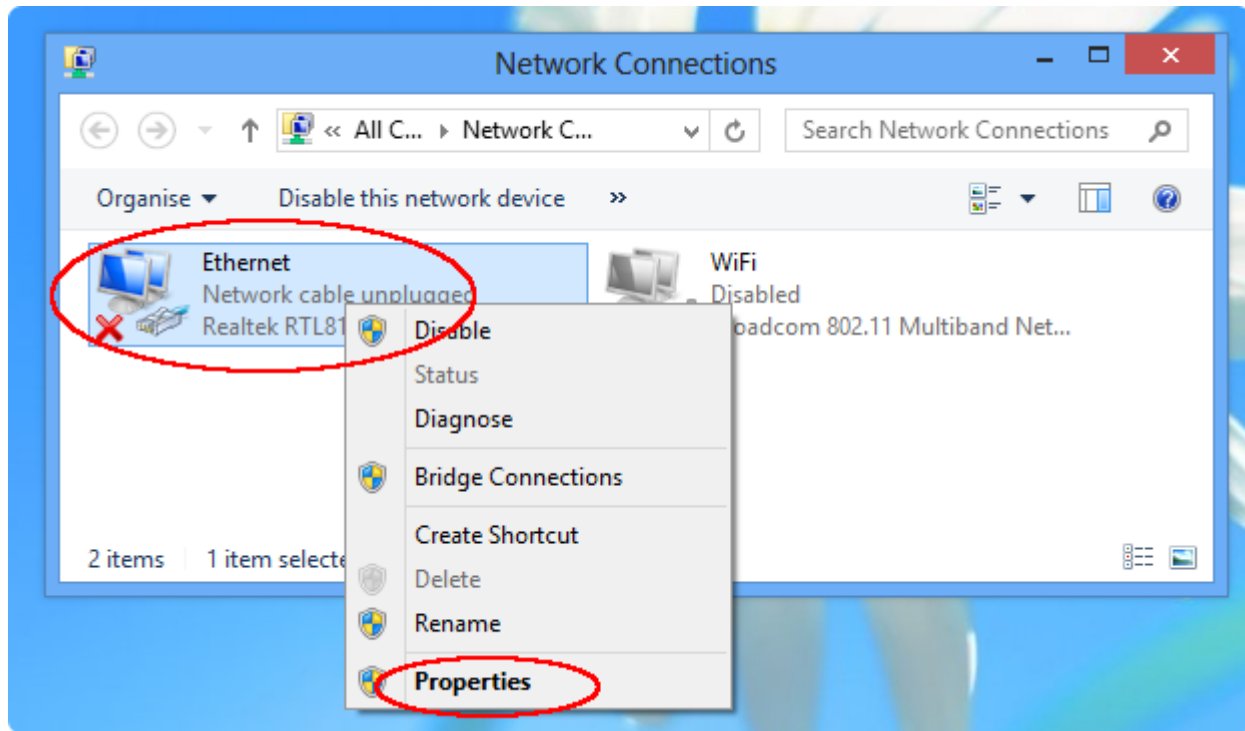 Network Connections
« All C... ▸ Network C...
Search Network Connections
Organise
Disable this network device
»
Ethernet
Network cable unplugged
Realtek RTL81
WiFi
Disabled
oadcom 802.11 Multiband Net...
Disable
Status
Diagnose
Bridge Connections
Create Shortcut
Delete
Rename
Properties
2 items
1 item selecte